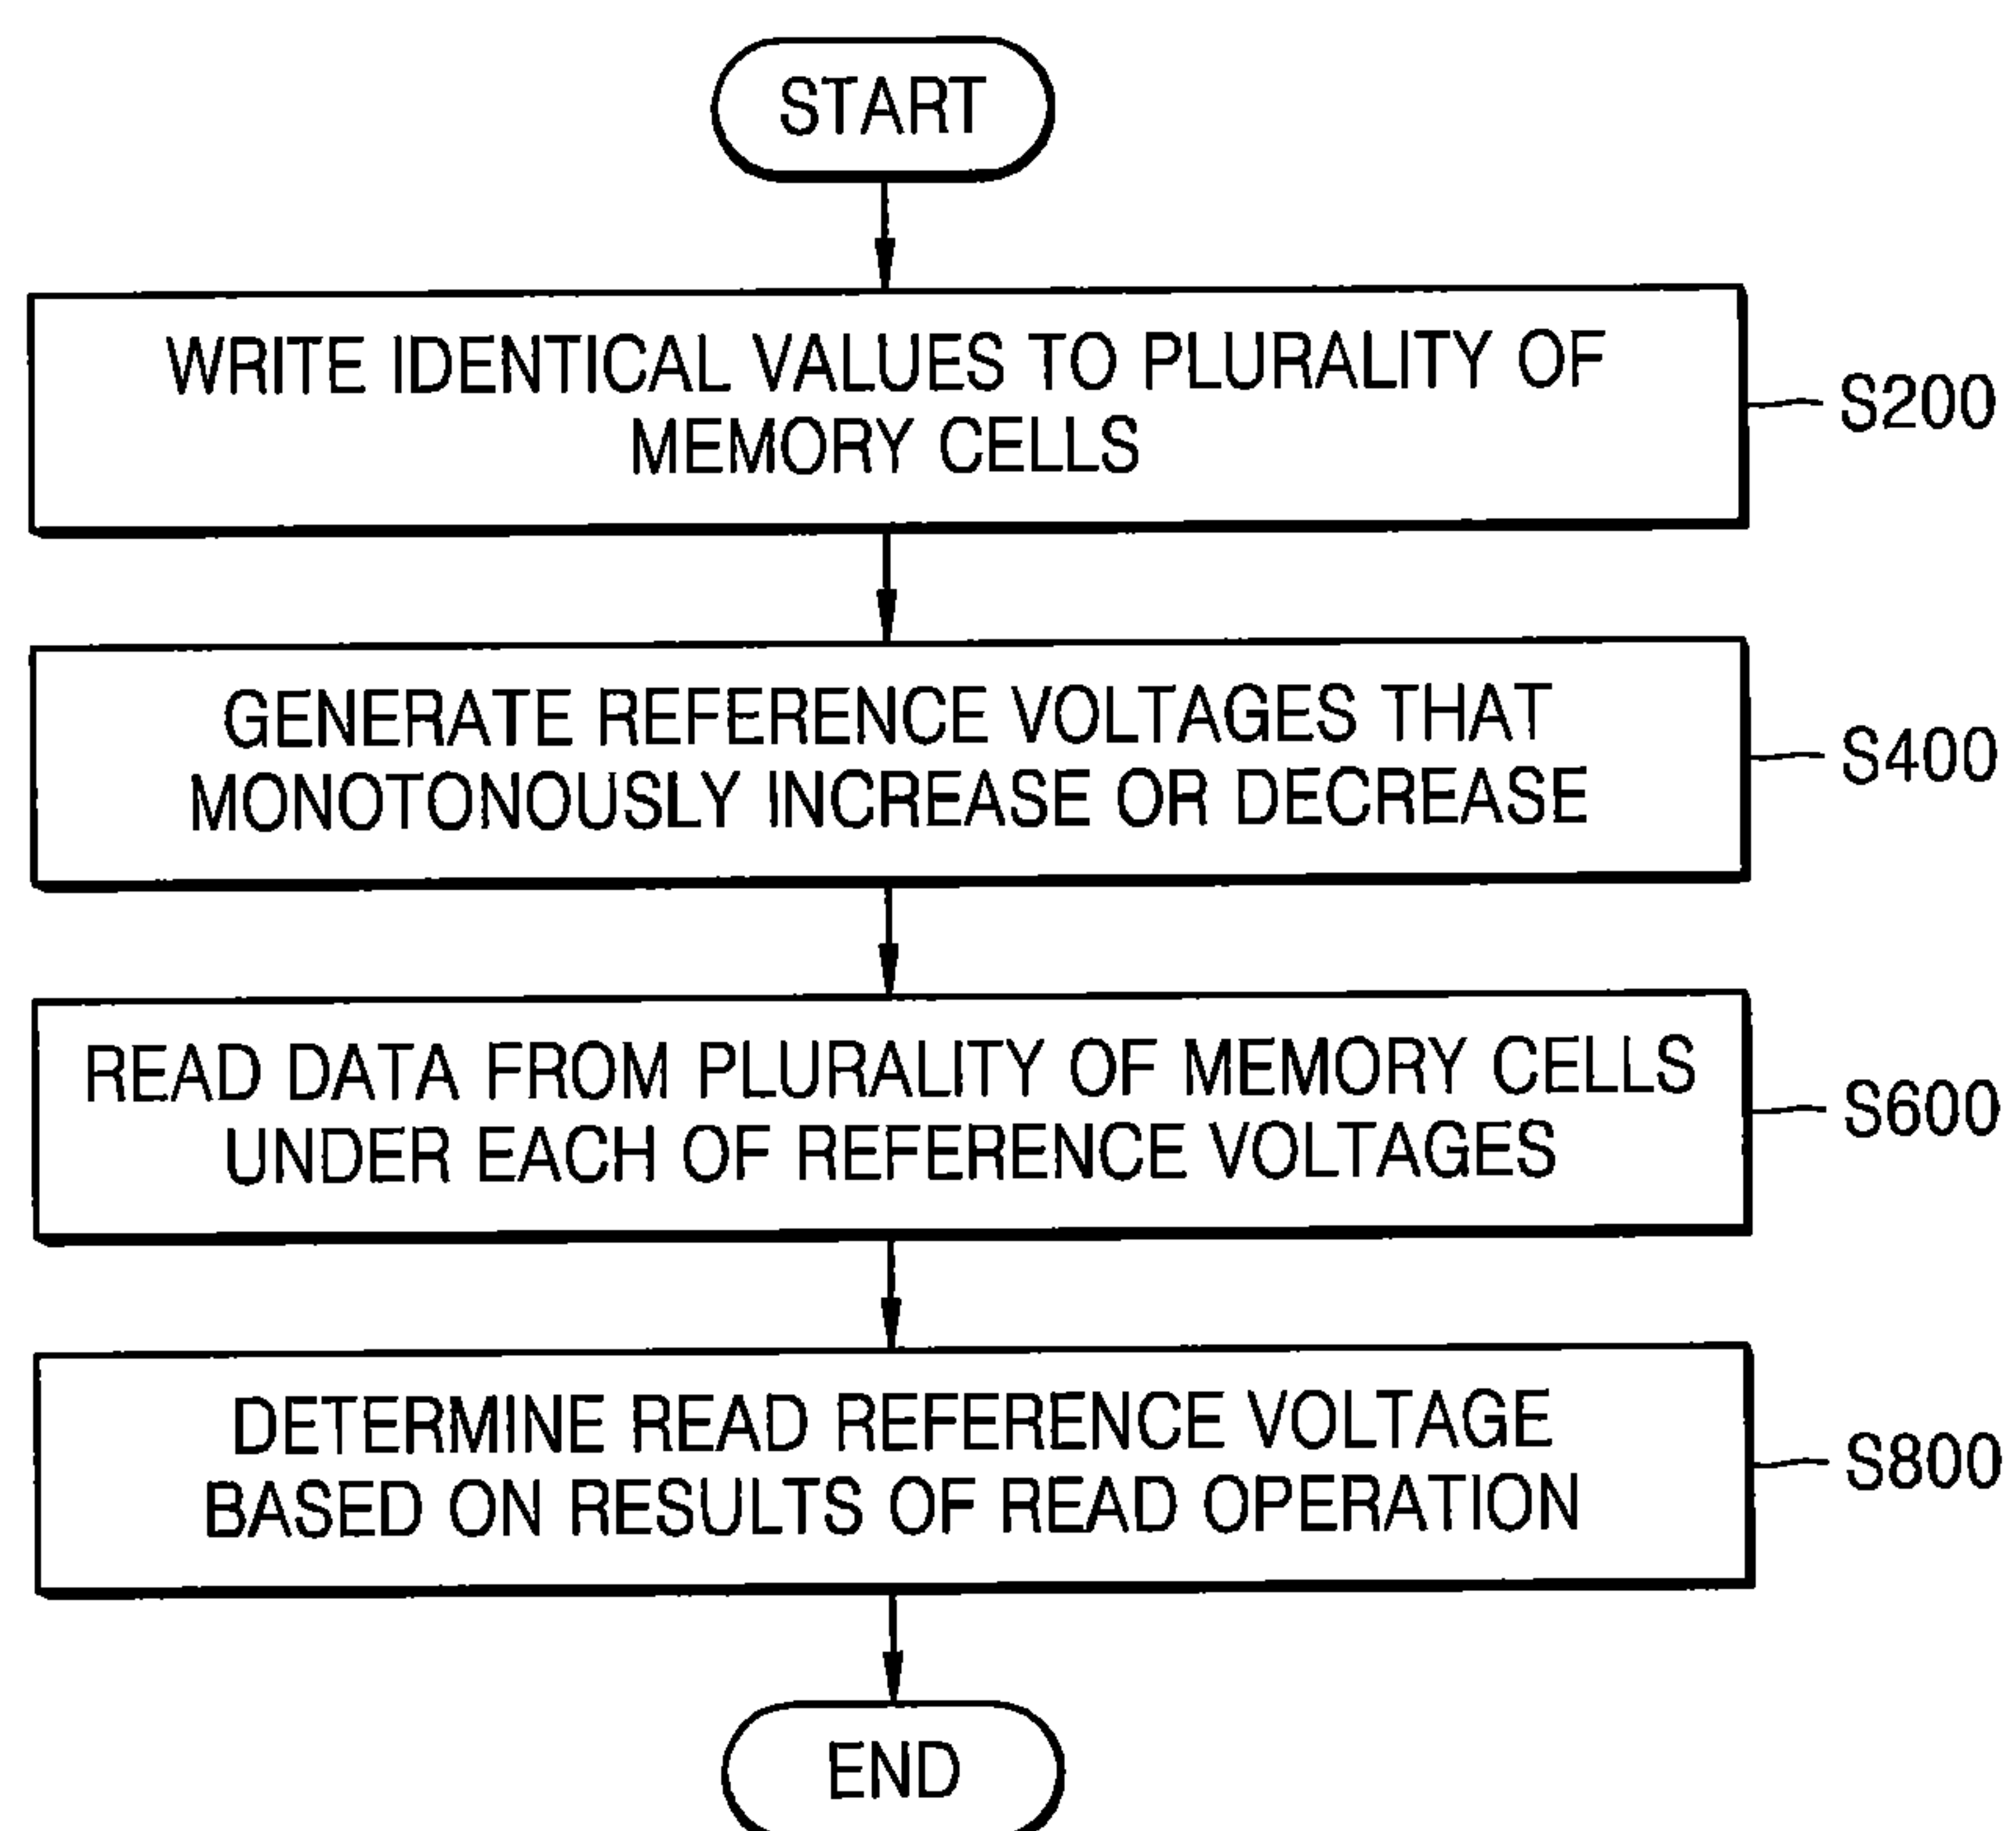 START
WRITE IDENTICAL VALUES TO PLURALITY OF
MEMORY CELLS
S200
GENERATE REFERENCE VOLTAGES THAT
MONOTONOUSLY INCREASE OR DECREASE
S400
READ DATA FROM PLURALITY OF MEMORY CELLS
UNDER EACH OF REFERENCE VOLTAGES
S600
DETERMINE READ REFERENCE VOLTAGE
BASED ON RESULTS OF READ OPERATION
S800
END